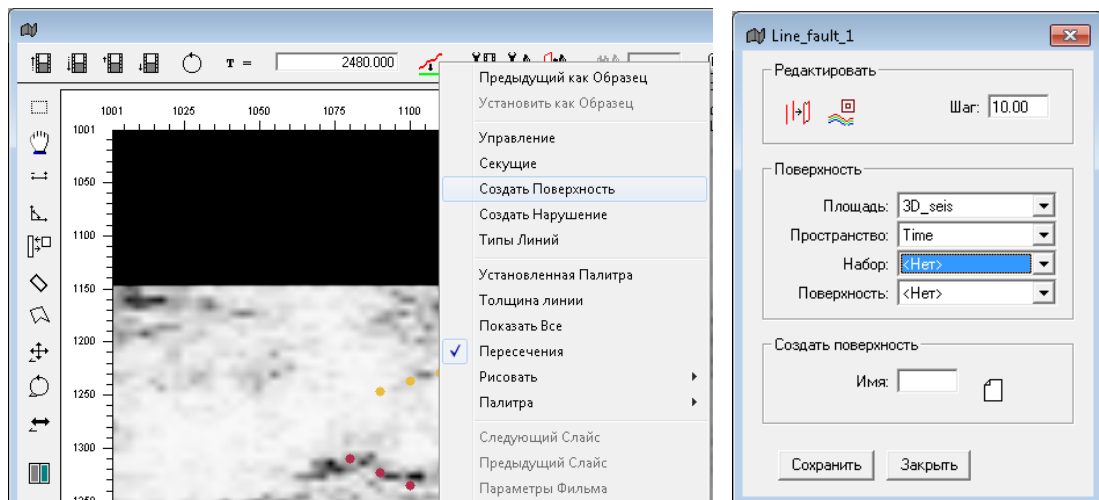 T = 2480.000
1001 1025 1050 1075 1100
1001
1050
1100
1150
1200
1250
1300
Предыдущий как Образец
Установить как Образец
Управление
Секущие
Создать Поверхность
Создать Нарушение
Типы Линий
Установленная Палитра
Толщина линии
Показать Все
Пересечения
Рисовать
Палитра
Следующий Слайс
Предыдущий Слайс
Параметры Фильма
Line_fault_1
Редактировать
Шаг: 10.00
Поверхность
Площадь: 3D_seis
Пространство: Time
Набор: <Нет>
Поверхность: <Нет>
Создать поверхность
Имя:
Сохранить Закрыть